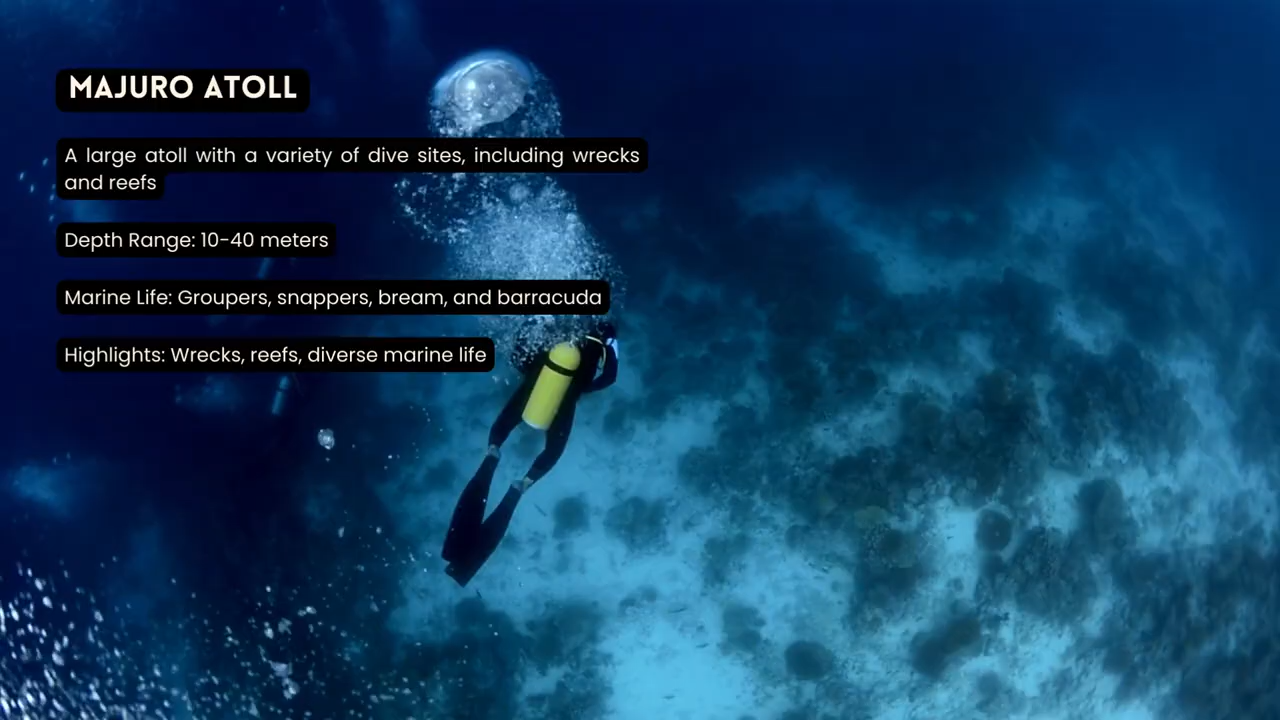 MAJURO ATOLL
A large atoll with a variety of dive sites, including wrecks
and reefs
Depth Range: 10-40 meters
Marine Life: Groupers, snappers, bream, and barracuda
Highlights: Wrecks, reefs, diverse marine life